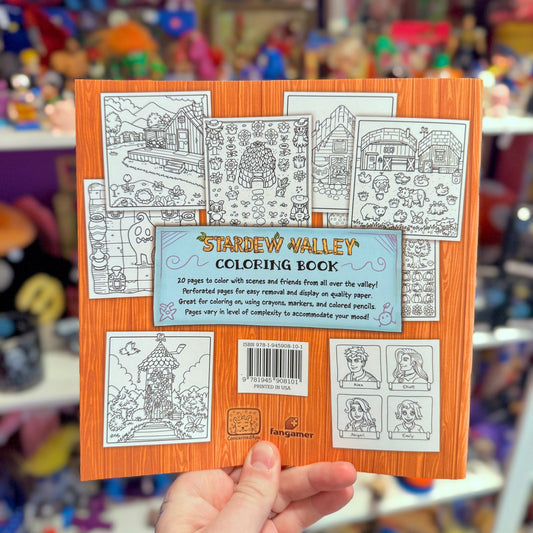 STARDEW VALLEY
COLORING BOOK
20 pages to color with scenes and friends from all over the valley!
Perforated pages for easy removal and display on quality paper.
Great for coloring on, using crayons, markers, and colored pencils.
Pages vary in level of complexity to accommodate your mood!
ISBN 978-1-945908-10-1
9 781945 908101
PRINTED IN USA
Alex
Elliott
Abigail
Emily
ConcernedApe
fangamer